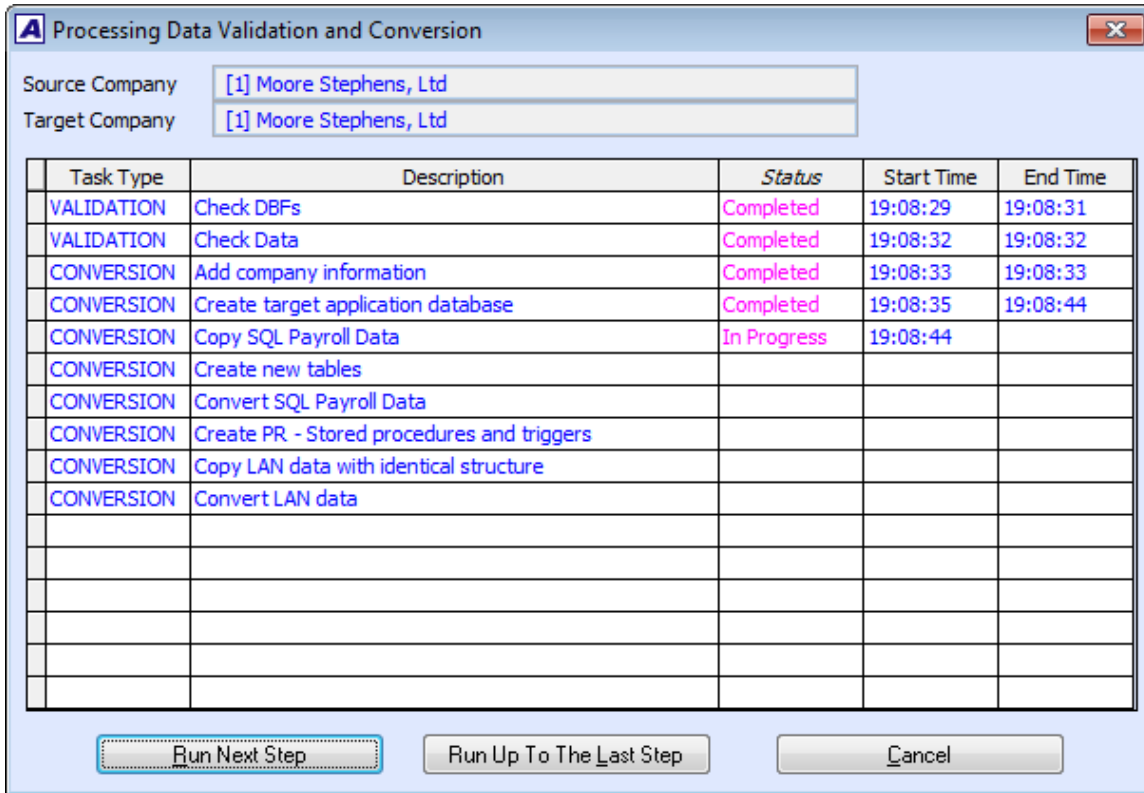 A Processing Data Validation and Conversion
Source Company [1] Moore Stephens, Ltd
Target Company [1] Moore Stephens, Ltd
Task Type Description Status Start Time End Time
VALIDATION Check DBFs Completed 19:08:29 19:08:31
VALIDATION Check Data Completed 19:08:32 19:08:32
CONVERSION Add company information Completed 19:08:33 19:08:33
CONVERSION Create target application database Completed 19:08:35 19:08:44
CONVERSION Copy SQL Payroll Data In Progress 19:08:44
CONVERSION Create new tables
CONVERSION Convert SQL Payroll Data
CONVERSION Create PR - Stored procedures and triggers
CONVERSION Copy LAN data with identical structure
CONVERSION Convert LAN data
Run Next Step Run Up To The Last Step Cancel